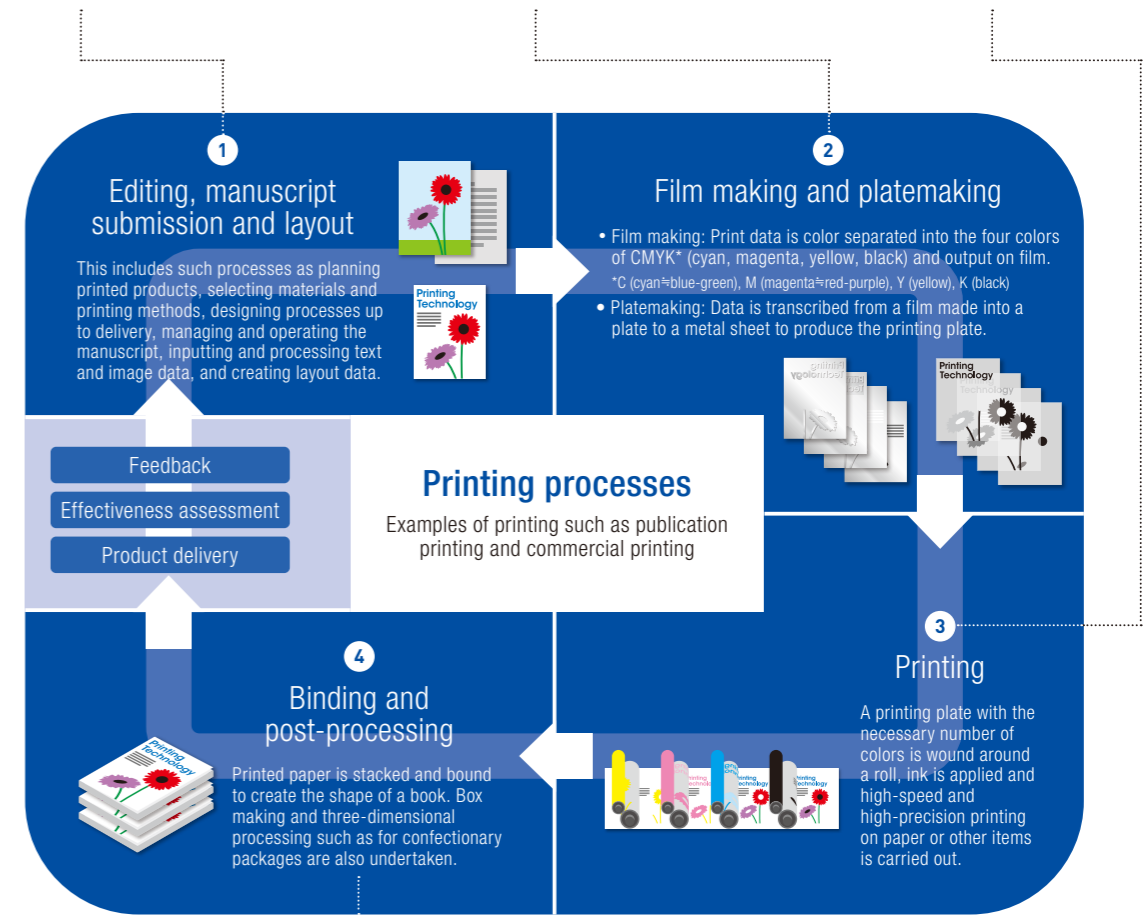 1
Editing, manuscript
submission and layout
This includes such processes as planning
printed products, selecting materials and
printing methods, designing processes up
to delivery, managing and operating the
manuscript, inputting and processing text
and image data, and creating layout data.
Printing
Technology
2
Film making and platemaking
• Film making: Print data is color separated into the four colors
of CMYK* (cyan, magenta, yellow, black) and output on film.
*C (cyan≒blue-green), M (magenta≒red-purple), Y (yellow), K (black)
• Platemaking: Data is transcribed from a film made into a
plate to a metal sheet to produce the printing plate.
Printing
Technology
Printing
Technology
Feedback
Effectiveness assessment
Product delivery
Printing processes
Examples of printing such as publication
printing and commercial printing
3
Printing
A printing plate with the
necessary number of
colors is wound around
a roll, ink is applied and
high-speed and
high-precision printing
on paper or other items
is carried out.
4
Binding and
post-processing
Printed paper is stacked and bound
to create the shape of a book. Box
making and three-dimensional
processing such as for confectionary
packages are also undertaken.
Printing
Technology